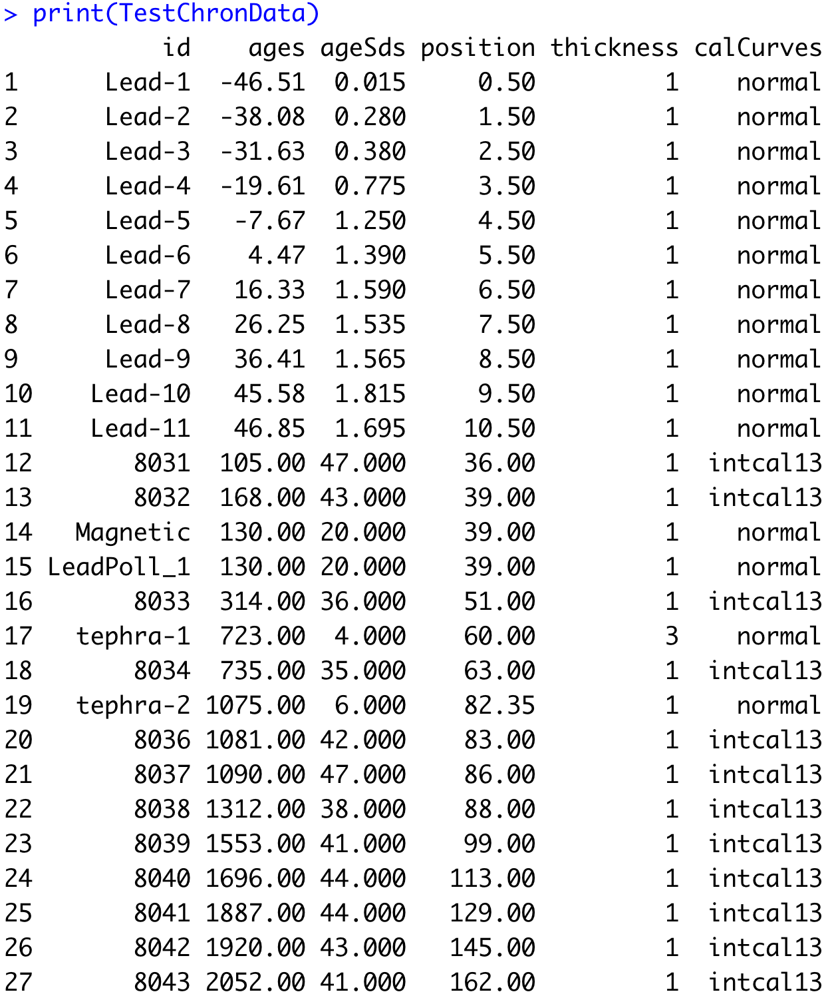 > print(TestChronData)
           id    ages ageSds position thickness calCurves
1      Lead-1  -46.51  0.015     0.50         1    normal
2      Lead-2  -38.08  0.280     1.50         1    normal
3      Lead-3  -31.63  0.380     2.50         1    normal
4      Lead-4  -19.61  0.775     3.50         1    normal
5      Lead-5   -7.67  1.250     4.50         1    normal
6      Lead-6    4.47  1.390     5.50         1    normal
7      Lead-7   16.33  1.590     6.50         1    normal
8      Lead-8   26.25  1.535     7.50         1    normal
9      Lead-9   36.41  1.565     8.50         1    normal
10    Lead-10   45.58  1.815     9.50         1    normal
11    Lead-11   46.85  1.695    10.50         1    normal
12       8031  105.00 47.000    36.00         1  intcal13
13       8032  168.00 43.000    39.00         1  intcal13
14   Magnetic  130.00 20.000    39.00         1    normal
15 LeadPoll_1  130.00 20.000    39.00         1    normal
16       8033  314.00 36.000    51.00         1  intcal13
17   tephra-1  723.00  4.000    60.00         3    normal
18       8034  735.00 35.000    63.00         1  intcal13
19   tephra-2 1075.00  6.000    82.35         1    normal
20       8036 1081.00 42.000    83.00         1  intcal13
21       8037 1090.00 47.000    86.00         1  intcal13
22       8038 1312.00 38.000    88.00         1  intcal13
23       8039 1553.00 41.000    99.00         1  intcal13
24       8040 1696.00 44.000   113.00         1  intcal13
25       8041 1887.00 44.000   129.00         1  intcal13
26       8042 1920.00 43.000   145.00         1  intcal13
27       8043 2052.00 41.000   162.00         1  intcal13